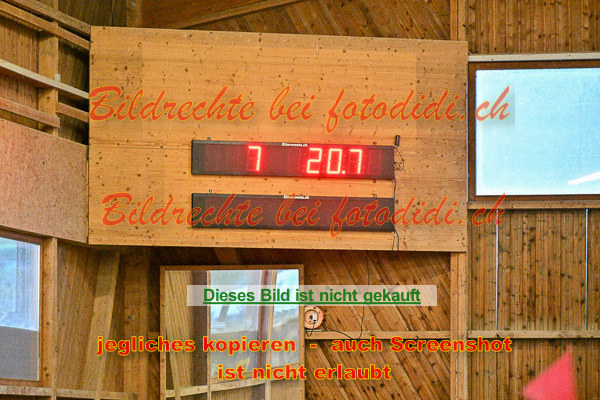 Bildrechte bei fotodidi.ch
7 20.7
Bildrechte bei fotodidi.ch
Dieses Bild ist nicht gekauft
jegliches kopieren - auch Screenshot
ist nicht erlaubt